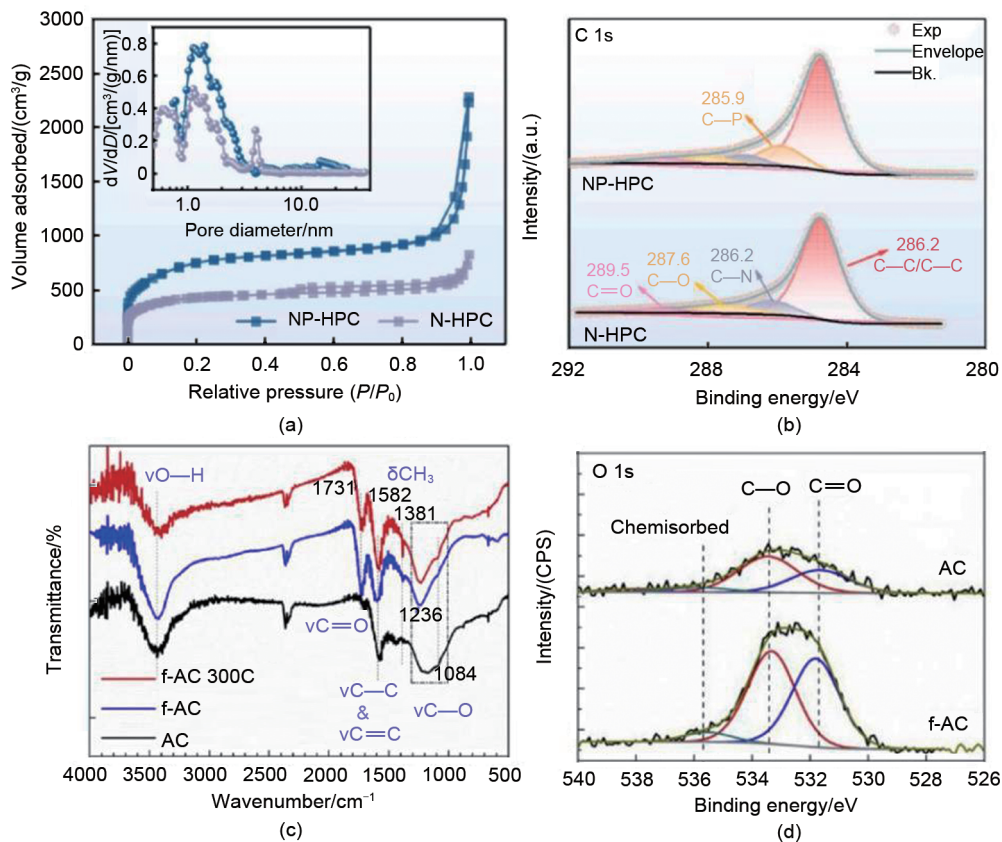 3000
2500
2000
1500
1000
500
0
Volume adsorbed/(cm³/g)
0.8
0.6
0.4
0.2
0
dV/dD/[cm³/(g/nm)]
1.0
10.0
Pore diameter/nm
NP-HPC
N-HPC
0
0.2
0.4
0.6
0.8
1.0
Relative pressure (P/P₀)
(a)
C 1s
Exp
Envelope
Bk.
285.9
C—P
NP-HPC
289.5
C=O
287.6
C—O
286.2
C—N
286.2
C—C/C—C
N-HPC
Intensity/(a.u.)
292
288
284
280
Binding energy/eV
(b)
νO—H
1731
1582
δCH₃
1381
νC=O
1236
1084
νC—C
&
νC=C
νC—O
f-AC 300C
f-AC
AC
Transmittance/%
4000
3500
3000
2500
2000
1500
1000
500
Wavenumber/cm⁻¹
(c)
O 1s
C—O
C=O
Chemisorbed
AC
f-AC
Intensity/(CPS)
540
538
536
534
532
530
528
526
Binding energy/eV
(d)